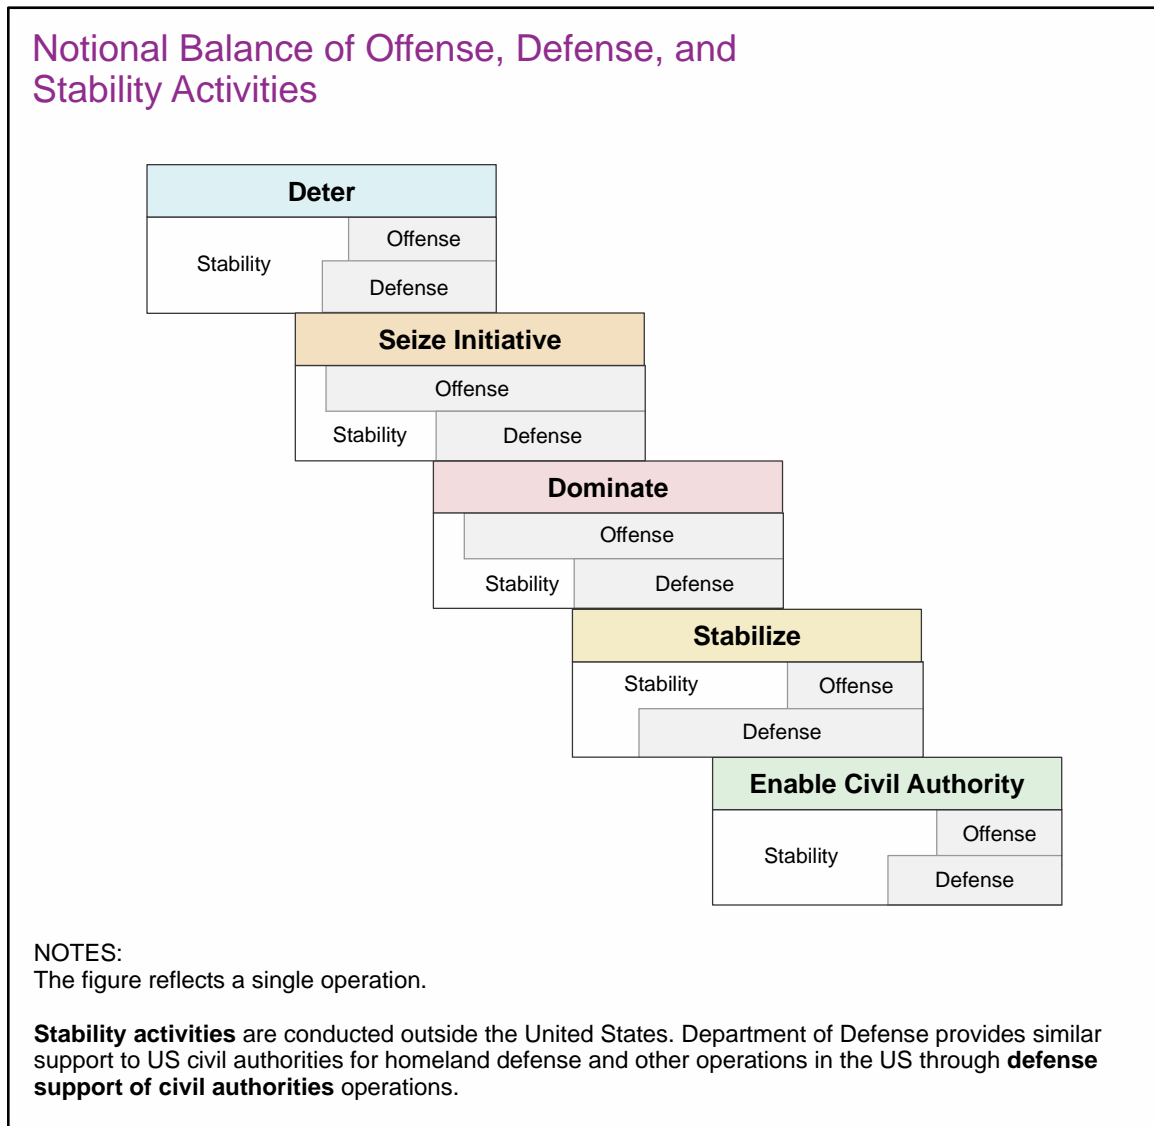 Notional Balance of Offense, Defense, and
Stability Activities
Deter
Offense
Stability
Defense
Seize Initiative
Offense
Stability
Defense
Dominate
Offense
Stability
Defense
Stabilize
Stability
Offense
Defense
Enable Civil Authority
Offense
Stability
Defense
NOTES:
The figure reflects a single operation.
Stability activities are conducted outside the United States. Department of Defense provides similar
support to US civil authorities for homeland defense and other operations in the US through defense
support of civil authorities operations.